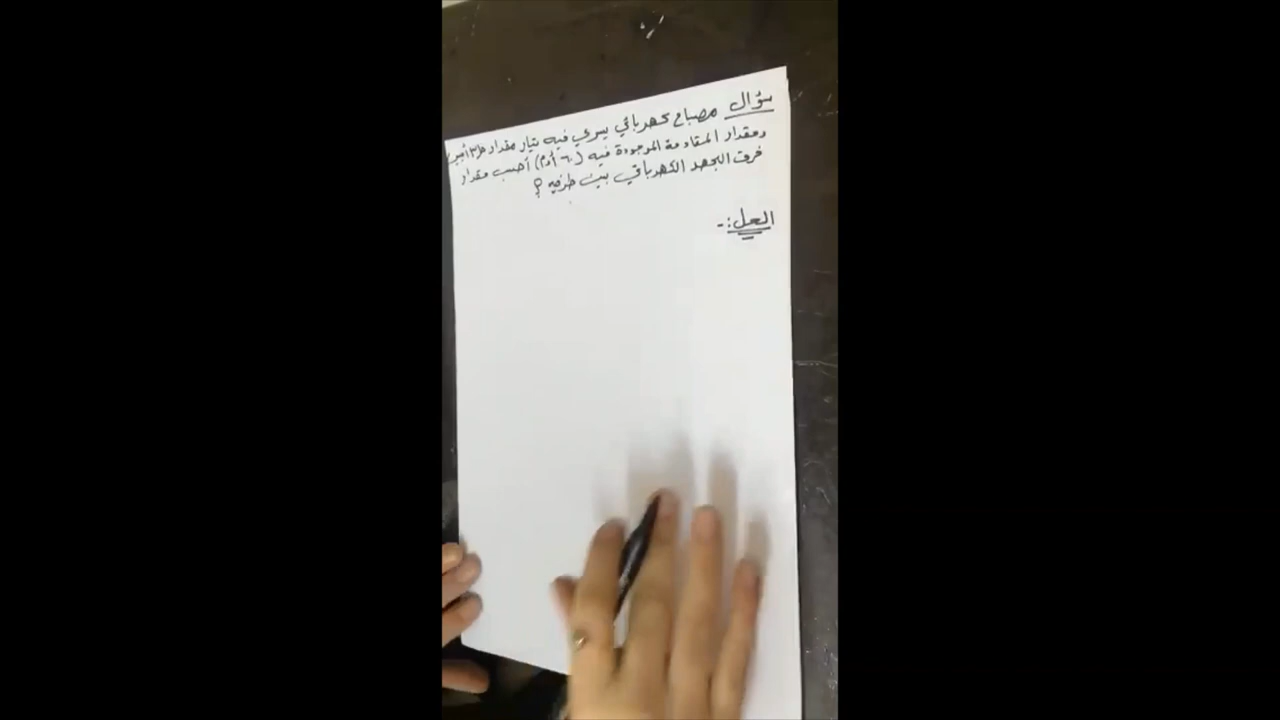 سؤال مصباح كهربائي يسري فيه تيار مقداره أمبير
ومقدار المقاومة الموجودة فيه (٦٠ أوم) أحسب مقدار
فرق الجهد الكهربائي بين طرفيه ؟
الحل :-